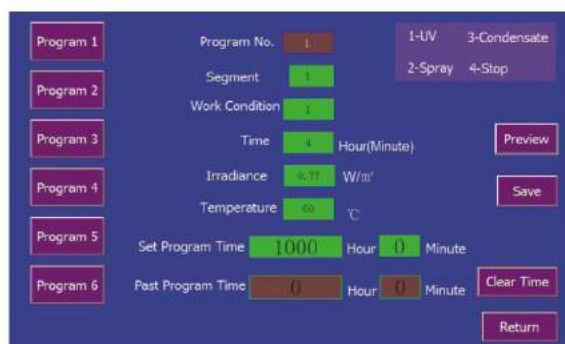 Program 1
Program 2
Program 3
Program 4
Program 5
Program 6
Program No. 1
Segment 1
Work Condition 1
Time 4 Hour(Minute)
Irradiance 0.77 W/㎡
Temperature 60 ℃
Set Program Time 1000 Hour 0 Minute
Past Program Time 0 Hour 0 Minute
1-UV 3-Condensate
2-Spray 4-Stop
Preview
Save
Clear Time
Return